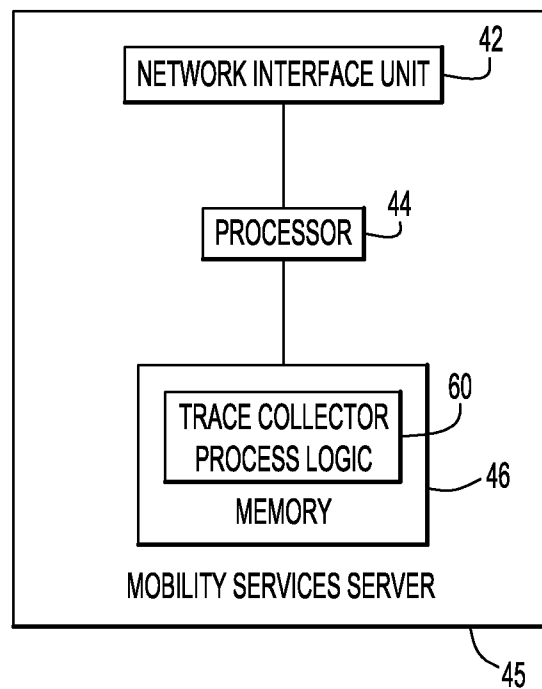 42
NETWORK INTERFACE UNIT
44
PROCESSOR
60
TRACE COLLECTOR
PROCESS LOGIC
46
MEMORY
MOBILITY SERVICES SERVER
45